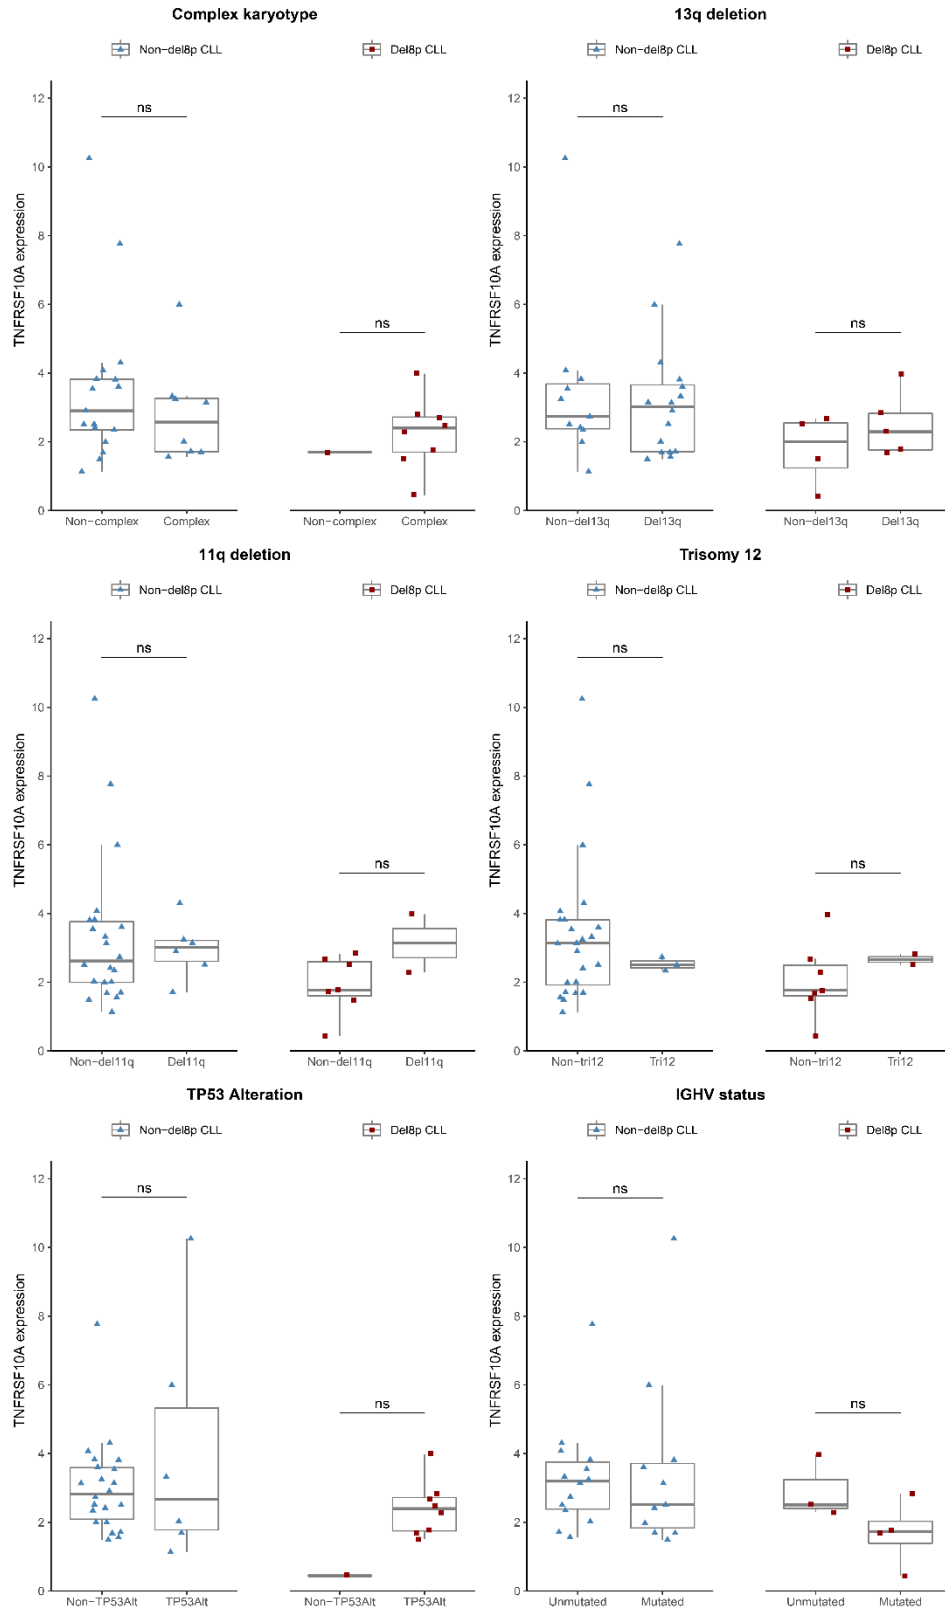 Complex karyotype
Non-del8p CLL
Del8p CLL
TNFRSF10A expression
12
10
8
6
4
2
0
ns
ns
Non-complex
Complex
Non-complex
Complex
13q deletion
Non-del8p CLL
Del8p CLL
TNFRSF10A expression
12
10
8
6
4
2
0
ns
ns
Non-del13q
Del13q
Non-del13q
Del13q
11q deletion
Non-del8p CLL
Del8p CLL
TNFRSF10A expression
12
10
8
6
4
2
0
ns
ns
Non-del11q
Del11q
Non-del11q
Del11q
Trisomy 12
Non-del8p CLL
Del8p CLL
TNFRSF10A expression
12
10
8
6
4
2
0
ns
ns
Non-tri12
Tri12
Non-tri12
Tri12
TP53 Alteration
Non-del8p CLL
Del8p CLL
TNFRSF10A expression
12
10
8
6
4
2
0
ns
ns
Non-TP53Alt
TP53Alt
Non-TP53Alt
TP53Alt
IGHV status
Non-del8p CLL
Del8p CLL
TNFRSF10A expression
12
10
8
6
4
2
0
ns
ns
Unmutated
Mutated
Unmutated
Mutated